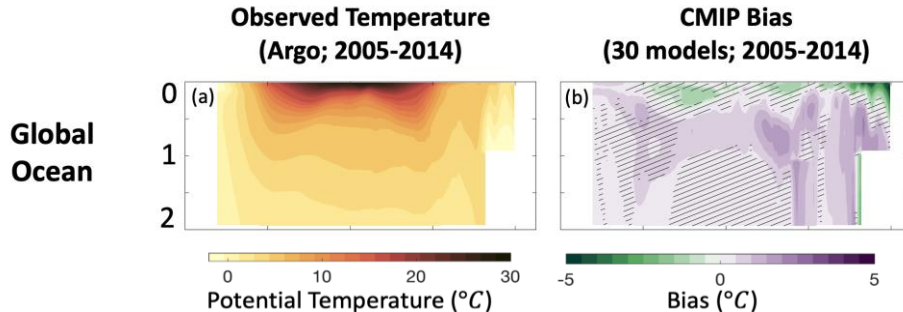 Observed Temperature
(Argo; 2005-2014)
CMIP Bias
(30 models; 2005-2014)
Global
Ocean
0
1
2
(a)
(b)
0
10
20
30
Potential Temperature (°C)
-5
0
5
Bias (°C)